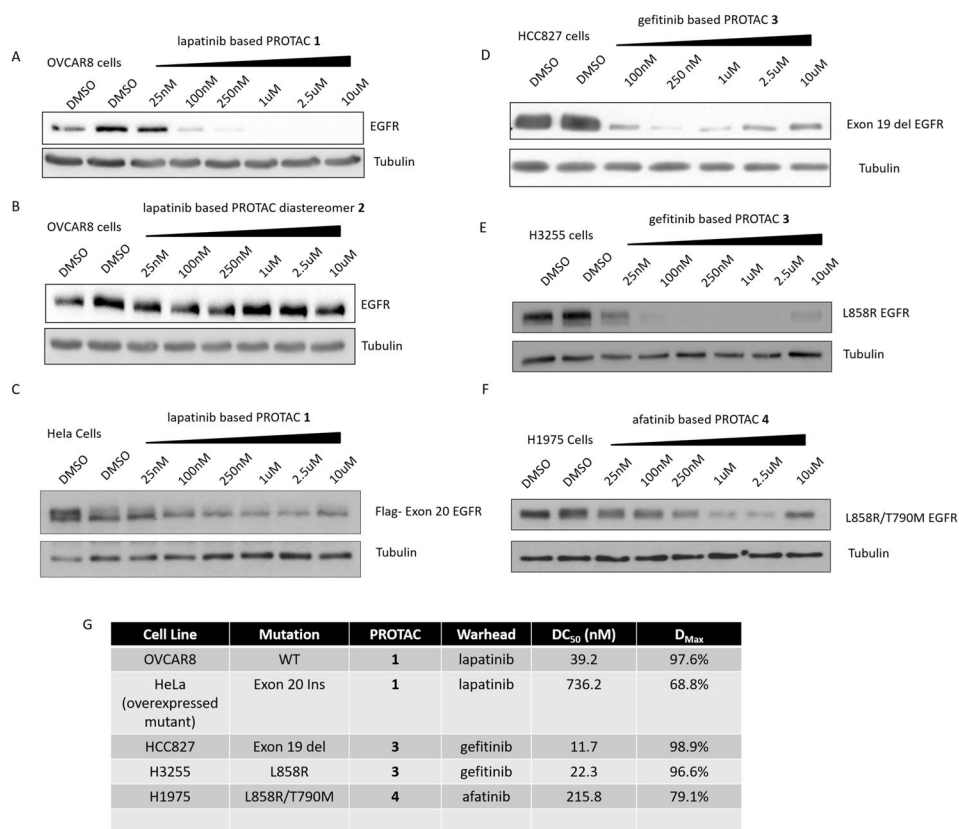 A
lapatinib based PROTAC 1
OVCAR8 cells
DMSO DMSO 25nM 100nM 250nM 1uM 2.5uM 10uM
EGFR
Tubulin
B
lapatinib based PROTAC diastereomer 2
OVCAR8 cells
DMSO DMSO 25nM 100nM 250nM 1uM 2.5uM 10uM
EGFR
Tubulin
C
lapatinib based PROTAC 1
Hela Cells
DMSO DMSO 25nM 100nM 250nM 1uM 2.5uM 10uM
Flag- Exon 20 EGFR
Tubulin
D
gefitinib based PROTAC 3
HCC827 cells
DMSO DMSO 100nM 250 nM 1uM 2.5uM 10uM
Exon 19 del EGFR
Tubulin
E
gefitinib based PROTAC 3
H3255 cells
DMSO DMSO 25nM 100nM 250nM 1uM 2.5uM 10uM
L858R EGFR
Tubulin
F
afatinib based PROTAC 4
H1975 Cells
DMSO DMSO 25nM 100nM 250nM 1uM 2.5uM 10uM
L858R/T790M EGFR
Tubulin
G
Cell Line Mutation PROTAC Warhead DC50 (nM) DMax
OVCAR8 WT 1 lapatinib 39.2 97.6%
HeLa Exon 20 Ins 1 lapatinib 736.2 68.8%
(overexpressed
mutant)
HCC827 Exon 19 del 3 gefitinib 11.7 98.9%
H3255 L858R 3 gefitinib 22.3 96.6%
H1975 L858R/T790M 4 afatinib 215.8 79.1%